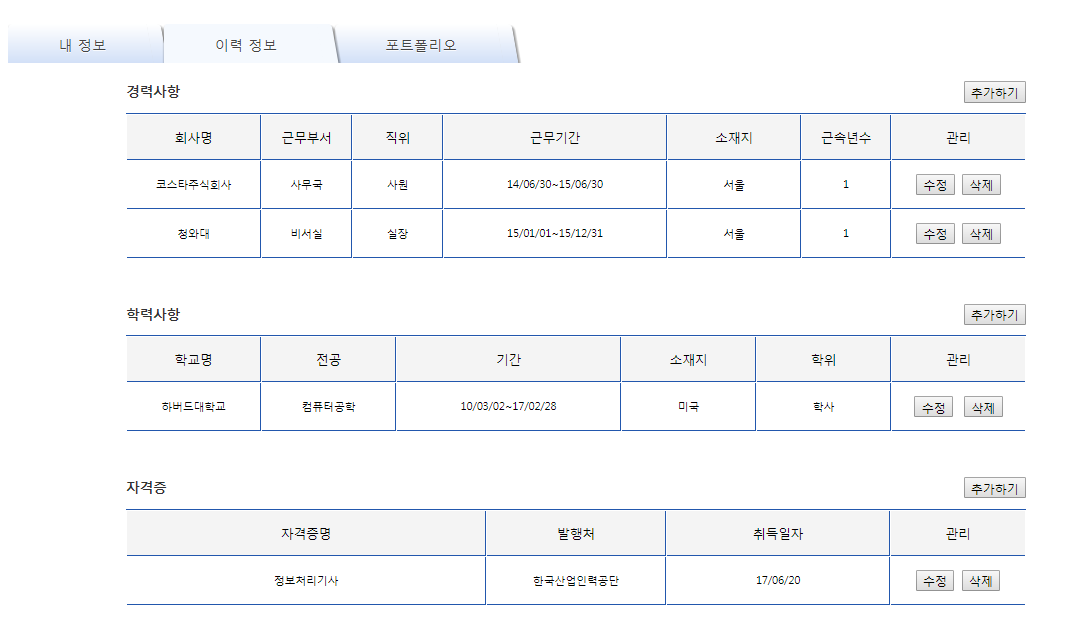 내 정보 이력 정보 포트폴리오
경력사항 추가하기
회사명 근무부서 직위 근무기간 소재지 근속년수 관리
코스타주식회사 사무국 사원 14/06/30~15/06/30 서울 1 수정 삭제
청와대 비서실 실장 15/01/01~15/12/31 서울 1 수정 삭제
학력사항 추가하기
학교명 전공 기간 소재지 학위 관리
하버드대학교 컴퓨터공학 10/03/02~17/02/28 미국 학사 수정 삭제
자격증 추가하기
자격증명 발행처 취득일자 관리
정보처리기사 한국산업인력공단 17/06/20 수정 삭제